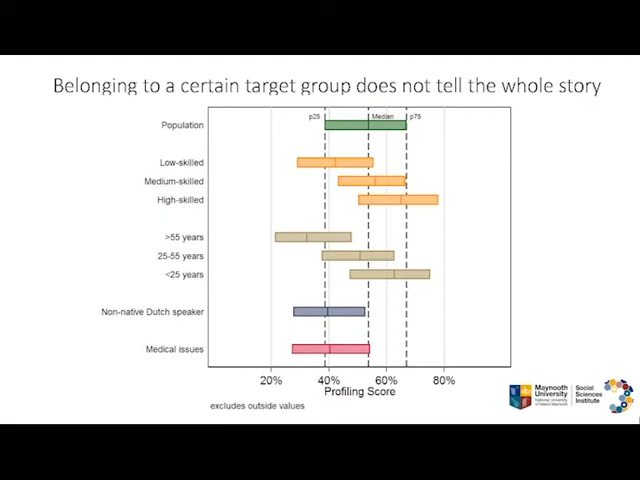 Belonging to a certain target group does not tell the whole story
p25 Median p75
Population
Low-skilled
Medium-skilled
High-skilled
>55 years
25-55 years
<25 years
Non-native Dutch speaker
Medical issues
20% 40% 60% 80%
Profiling Score
excludes outside values
Maynooth
University
National University
of Ireland Maynooth
Social
Sciences
Institute